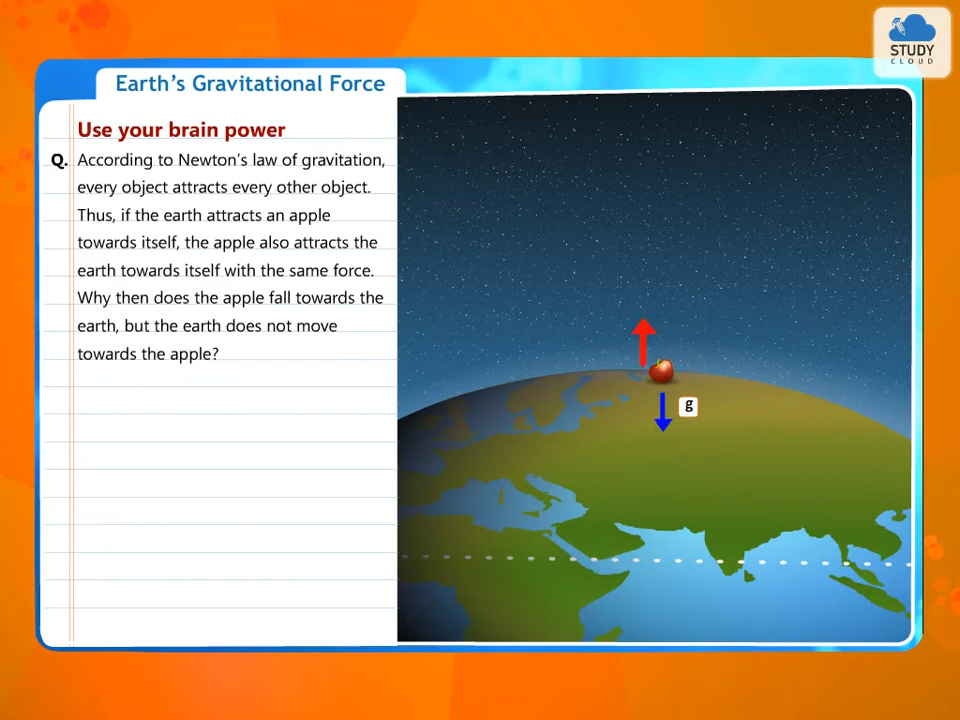 STUDY
CLOUD
Earth's Gravitational Force
Use your brain power
Q. According to Newton's law of gravitation,
every object attracts every other object.
Thus, if the earth attracts an apple
towards itself, the apple also attracts the
earth towards itself with the same force.
Why then does the apple fall towards the
earth, but the earth does not move
towards the apple?
g